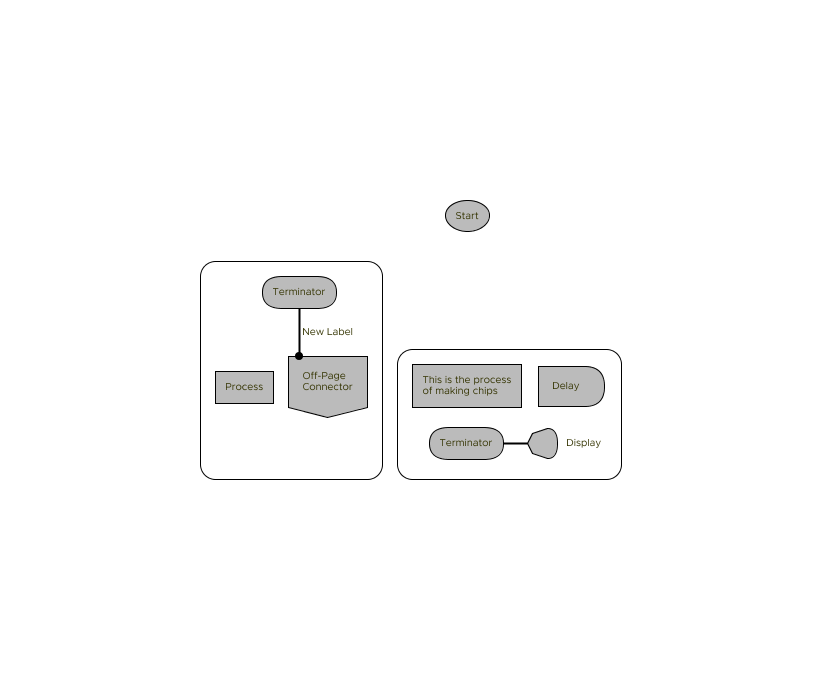 Start
Terminator
New Label
Process
Off-Page
Connector
This is the process
of making chips
Delay
Terminator
Display